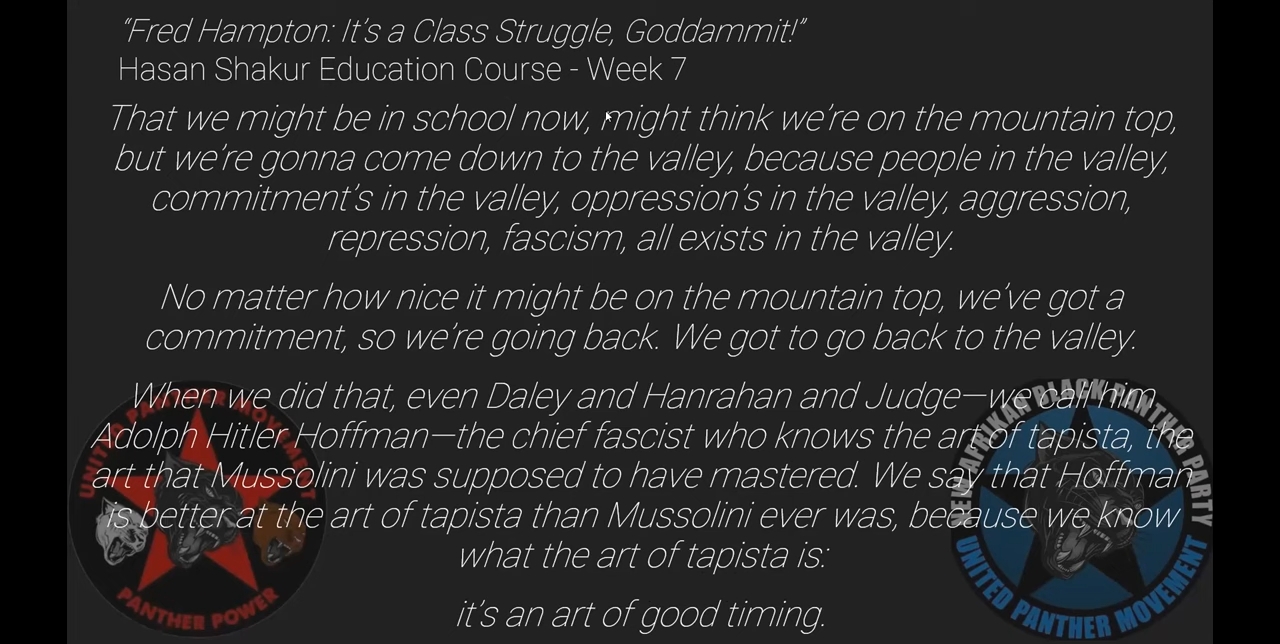 “Fred Hampton: It’s a Class Struggle, Goddammit!”
Hasan Shakur Education Course - Week 7
That we might be in school now, might think we’re on the mountain top,
but we’re gonna come down to the valley, because people in the valley,
commitment’s in the valley, oppression’s in the valley, aggression,
repression, fascism, all exists in the valley.
No matter how nice it might be on the mountain top, we’ve got a
commitment, so we’re going back. We got to go back to the valley.
When we did that, even Daley and Hanrahan and Judge—we call him
Adolph Hitler Hoffman—the chief fascist who knows the art of tapista, the
art that Mussolini was supposed to have mastered. We say that Hoffman
is better at the art of tapista than Mussolini ever was, because we know
what the art of tapista is:
it’s an art of good timing.
UNITED PANTHER MOVEMENT
PANTHER POWER
NEW AFRIKAN BLACK PANTHER PARTY
UNITED PANTHER MOVEMENT